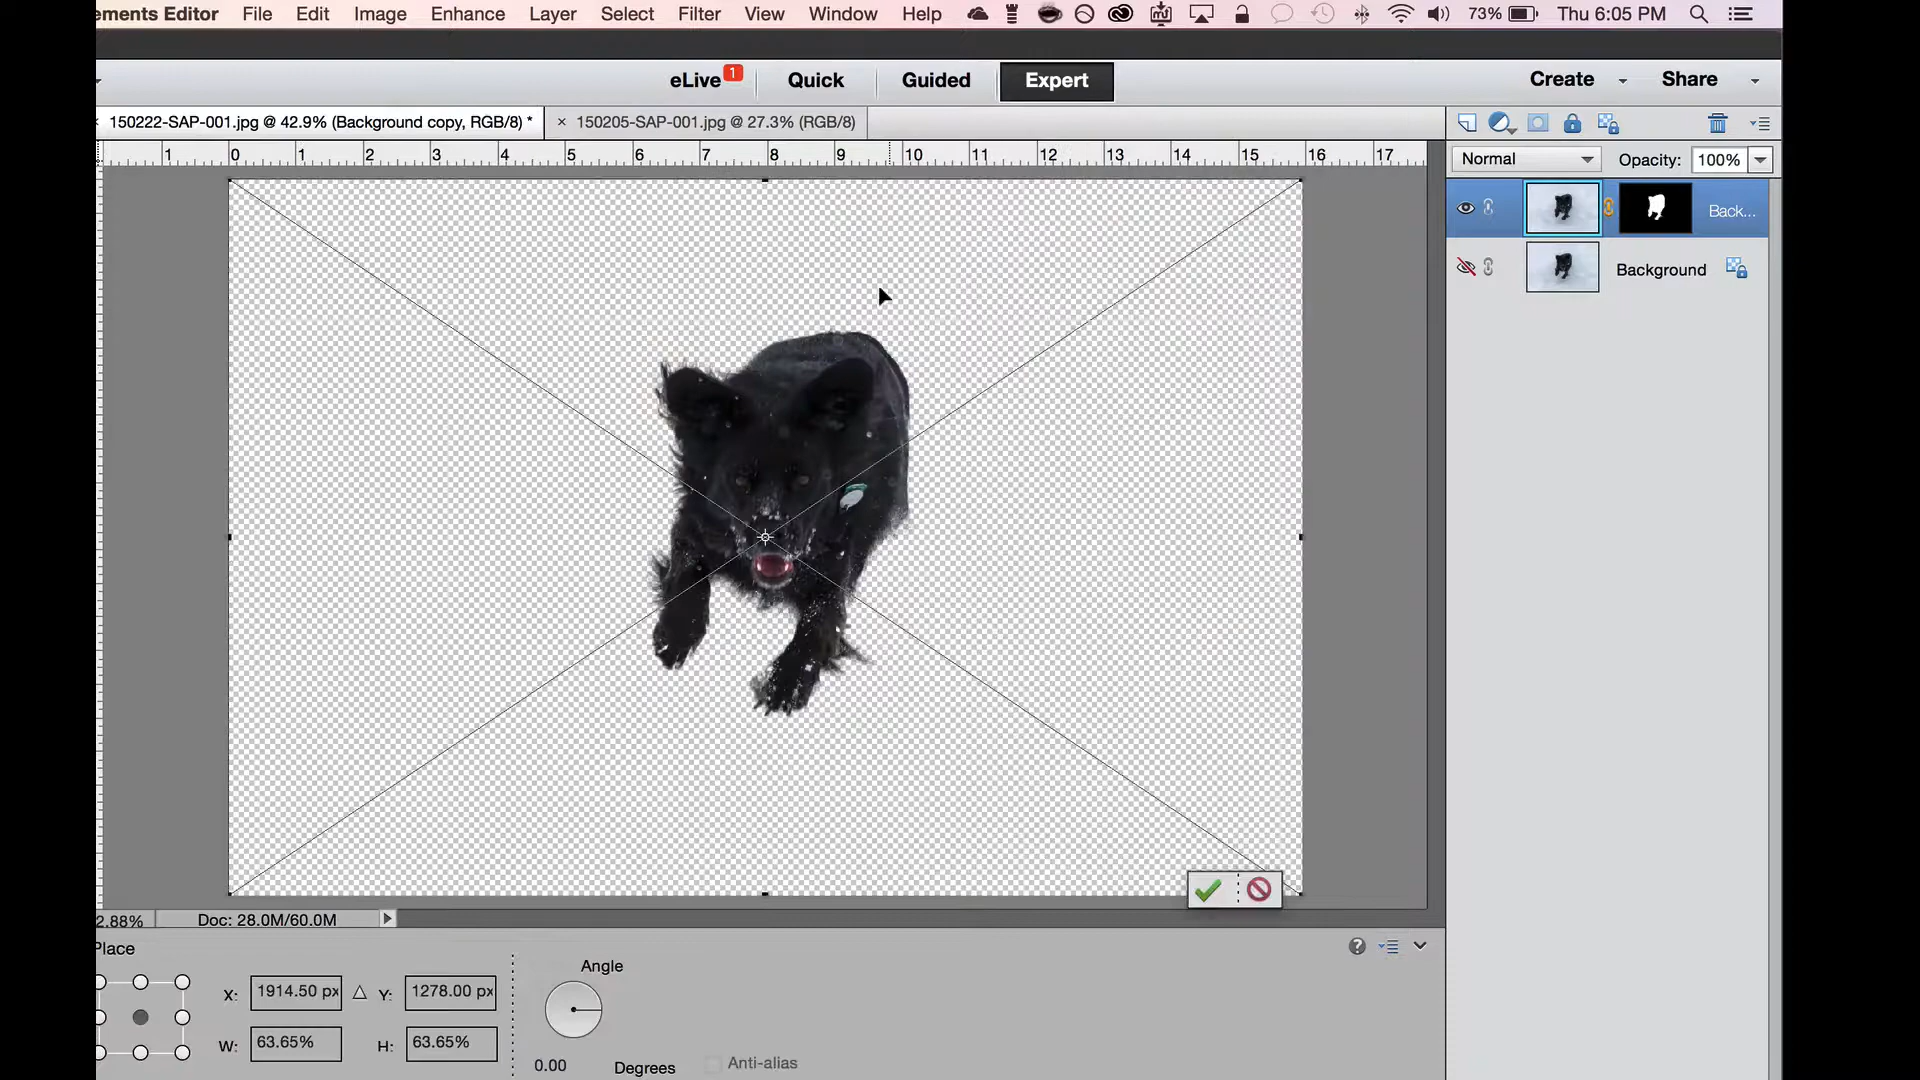 ements Editor File Edit Image Enhance Layer Select Filter View Window Help 73% Thu 6:05 PM
eLive 1 Quick Guided Expert Create Share
× 150222-SAP-001.jpg @ 42.9% (Background copy, RGB/8) * × 150205-SAP-001.jpg @ 27.3% (RGB/8)
1 0 1 2 3 4 5 6 7 8 9 10 11 12 13 14 15 16 17
Normal Opacity: 100%
Back...
Background
2.88% Doc: 28.0M/60.0M
Place
Angle
X: 1914.50 px Y: 1278.00 px
W: 63.65% H: 63.65%
0.00 Degrees Anti-alias